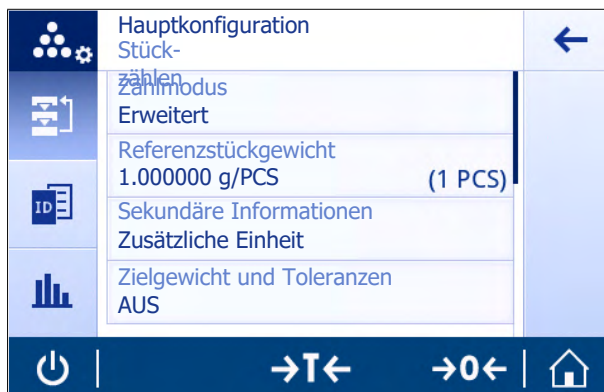 Hauptkonfiguration
Stück-
zählen
Zählmodus
Erweitert
Referenzstückgewicht
1.000000 g/PCS (1 PCS)
Sekundäre Informationen
Zusätzliche Einheit
ID
Zielgewicht und Toleranzen
AUS
→T← →0←